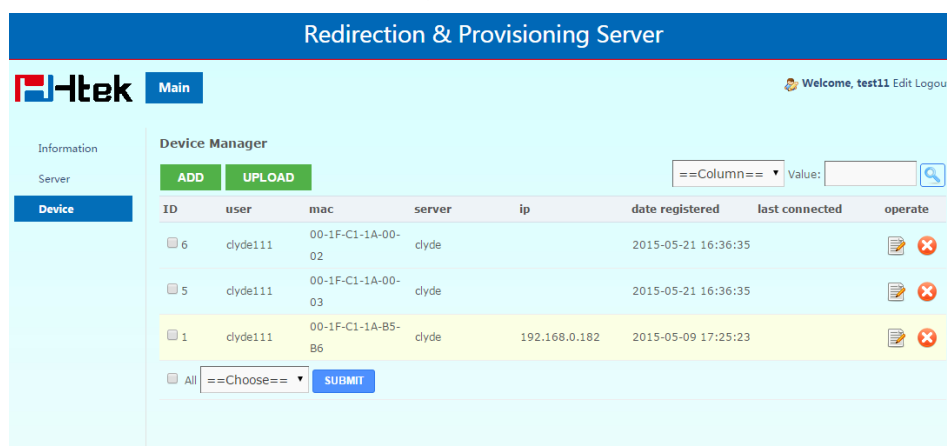 Redirection & Provisioning Server
Htek
Main
Welcome, test11 Edit Logou
Information
Server
Device
Device Manager
ADD UPLOAD ==Column== Value:
ID user mac server ip date registered last connected operate
6 clyde111 00-1F-C1-1A-00-02 clyde 2015-05-21 16:36:35
5 clyde111 00-1F-C1-1A-00-03 clyde 2015-05-21 16:36:35
1 clyde111 00-1F-C1-1A-B5-B6 clyde 192.168.0.182 2015-05-09 17:25:23
All ==Choose== SUBMIT